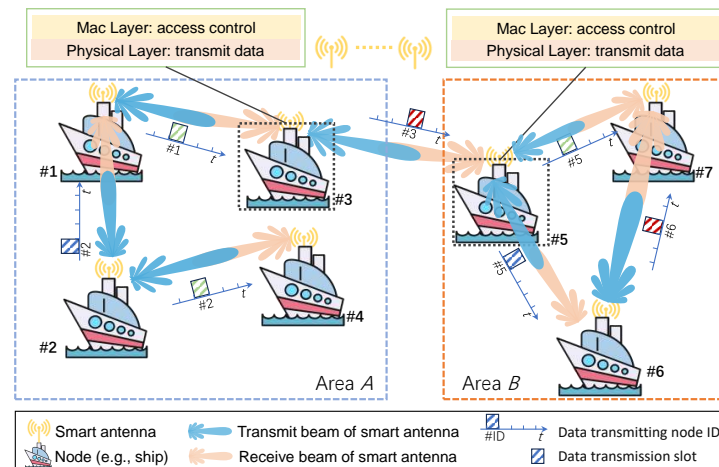 Mac Layer: access control
Physical Layer: transmit data
Mac Layer: access control
Physical Layer: transmit data
#1
t
#3
t
#1
#3
#5
t
#7
#1
t
#2
#2
t
#4
#2
#5
#5
t
#6
t
#6
Area A
Area B
Smart antenna
Transmit beam of smart antenna
#ID
t
Data transmitting node ID
Node (e.g., ship)
Receive beam of smart antenna
Data transmission slot